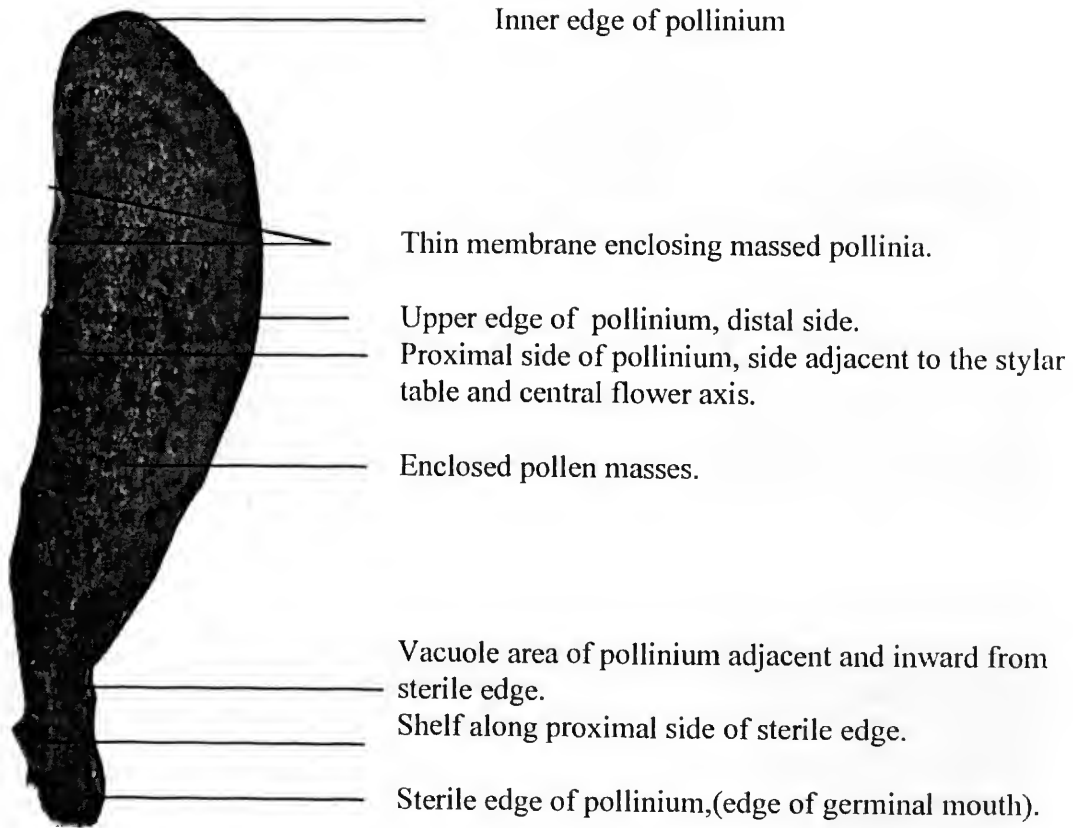 Inner edge of pollinium
Thin membrane enclosing massed pollinia.
Upper edge of pollinium, distal side.
Proximal side of pollinium, side adjacent to the stylar
table and central flower axis.
Enclosed pollen masses.
Vacuole area of pollinium adjacent and inward from
sterile edge.
Shelf along proximal side of sterile edge.
Sterile edge of pollinium,(edge of germinal mouth).